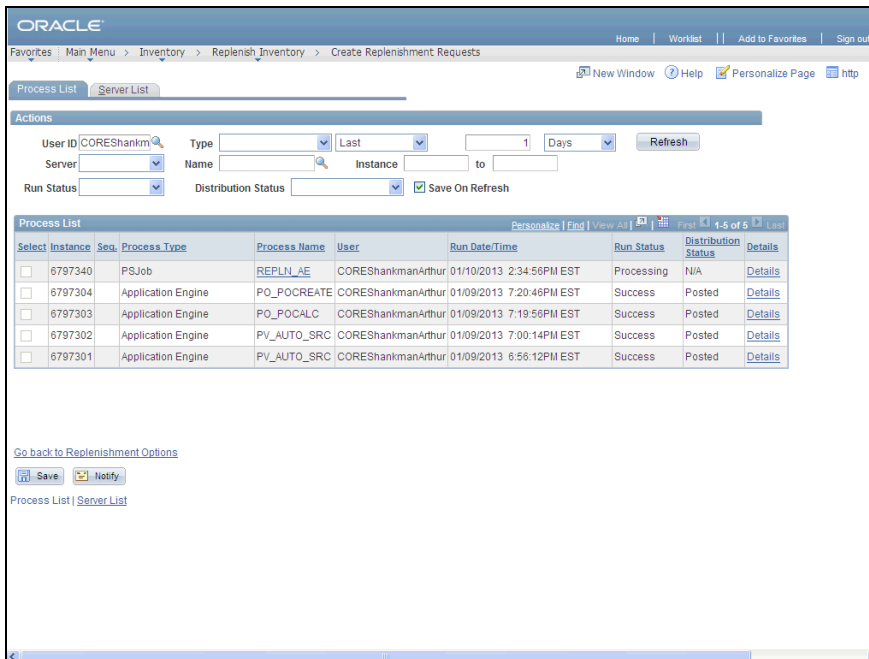 ORACLE
Home | Worklist || Add to Favorites | Sign out
Favorites | Main Menu > Inventory > Replenish Inventory > Create Replenishment Requests
New Window Help Personalize Page http
Process List Server List
Actions
User ID COREShankm Type Last 1 Days Refresh
Server Name Instance to
Run Status Distribution Status Save On Refresh
Process List Personalize | Find | View All | | First 1-5 of 5 Last
Select Instance Seq. Process Type Process Name User Run Date/Time Run Status Distribution Status Details
6797340 PSJob REPLN_AE COREShankmanArthur 01/10/2013 2:34:56PM EST Processing N/A Details
6797304 Application Engine PO_POCREATE COREShankmanArthur 01/09/2013 7:20:46PM EST Success Posted Details
6797303 Application Engine PO_POCALC COREShankmanArthur 01/09/2013 7:19:56PM EST Success Posted Details
6797302 Application Engine PV_AUTO_SRC COREShankmanArthur 01/09/2013 7:00:14PM EST Success Posted Details
6797301 Application Engine PV_AUTO_SRC COREShankmanArthur 01/09/2013 6:56:12PM EST Success Posted Details
Go back to Replenishment Options
Save Notify
Process List | Server List